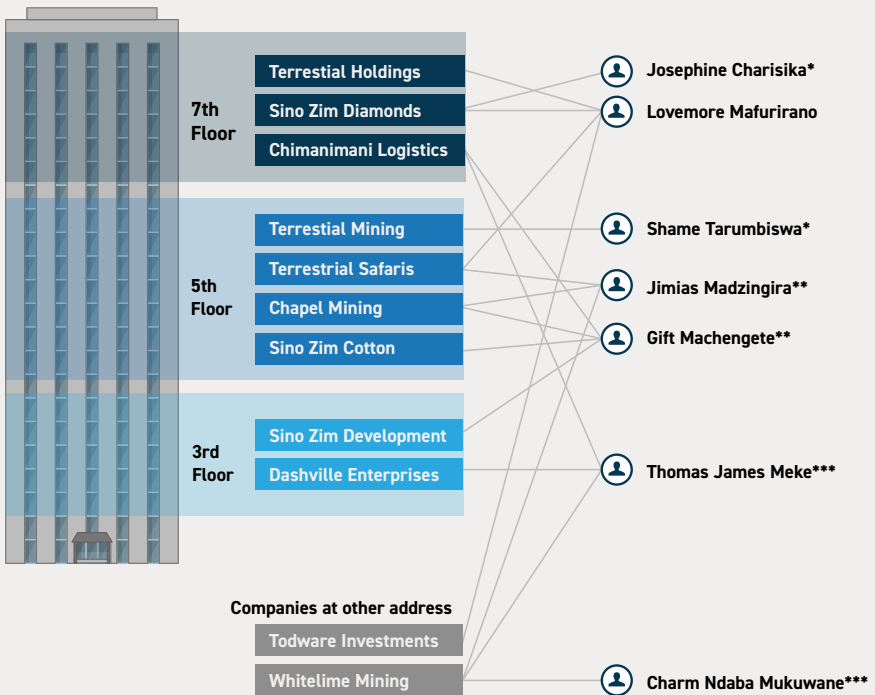 7th
Floor
Terrestial Holdings
Sino Zim Diamonds
Chimanimani Logistics
Josephine Charisika*
Lovemore Mafurirano
5th
Floor
Terrestial Mining
Terrestrial Safaris
Chapel Mining
Sino Zim Cotton
Shame Tarumbiswa*
Jimias Madzingira**
Gift Machengete**
3rd
Floor
Sino Zim Development
Dashville Enterprises
Thomas James Meke***
Companies at other address
Todware Investments
Whitelime Mining
Charm Ndaba Mukuwane***